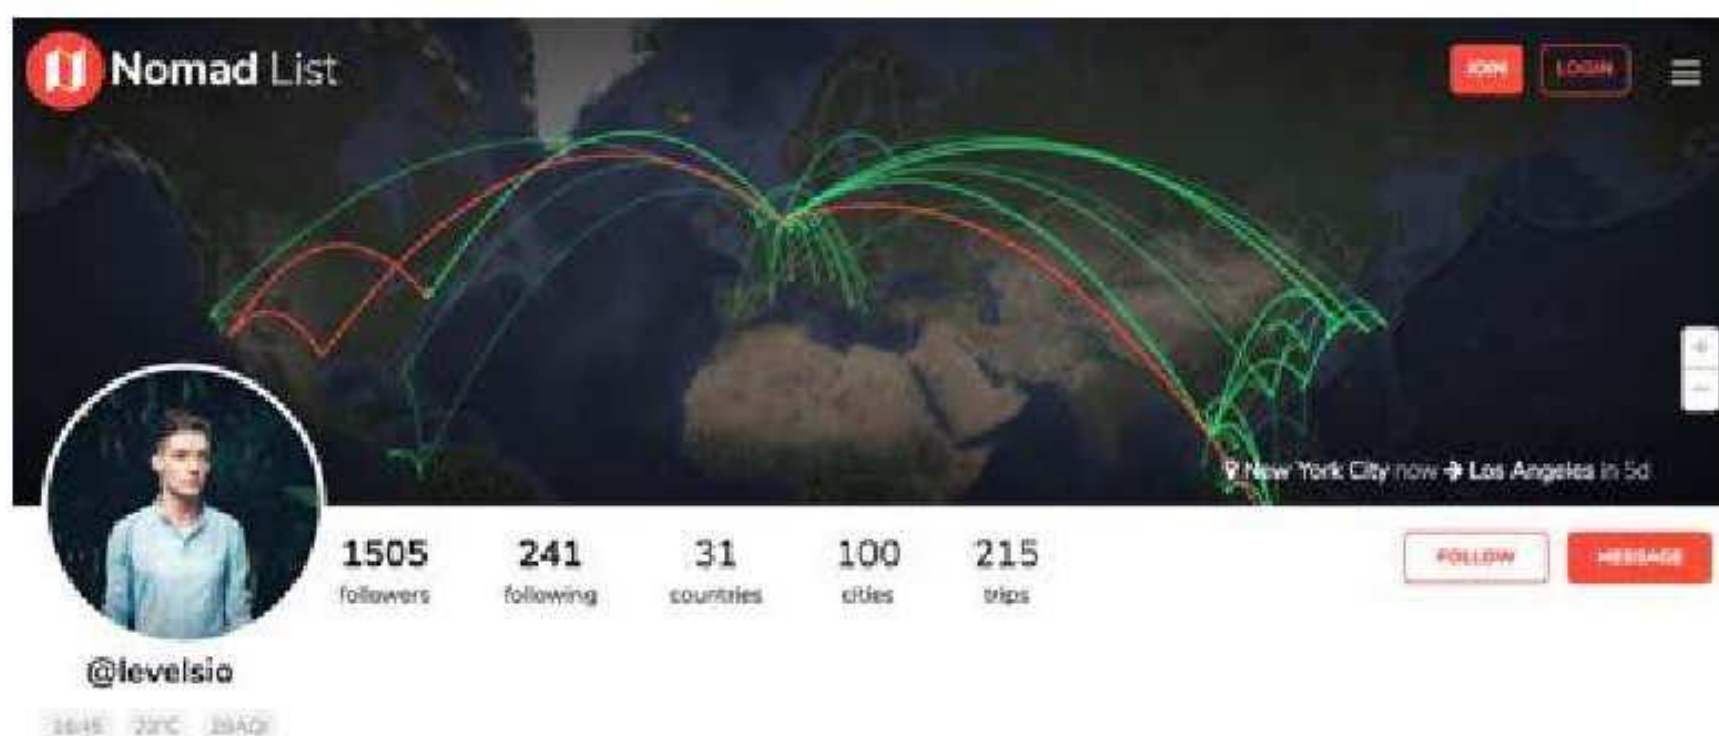 Nomad List
JOIN LOGIN
New York City now → Los Angeles in 5d
1505 241 31 100 215
followers following countries cities trips
FOLLOW MESSAGE
@levelsio